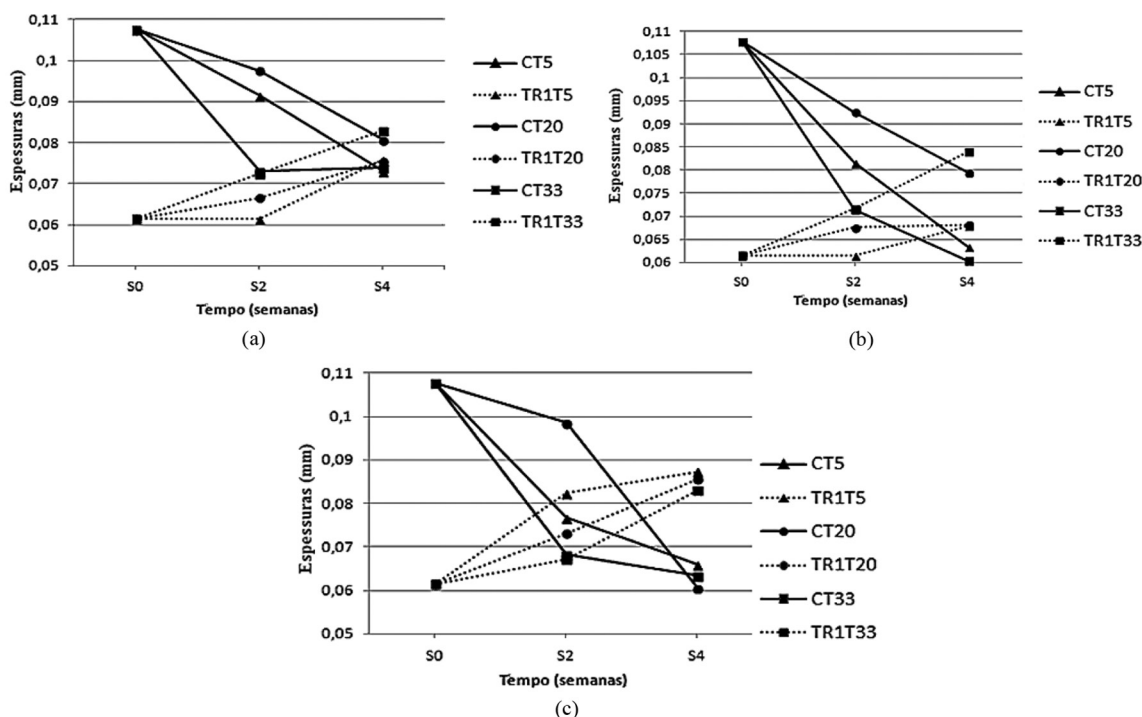 0,11
0,1
0,09
0,08
0,07
0,06
0,05
Espessuras (mm)
S0
S2
S4
Tempo (semanas)
CT5
TR1T5
CT20
TR1T20
CT33
TR1T33
(a)
0,11
0,105
0,1
0,095
0,09
0,085
0,08
0,075
0,07
0,065
0,06
Espessuras (mm)
S0
S2
S4
Tempo (semanas)
CT5
TR1T5
CT20
TR1T20
CT33
TR1T33
(b)
0,11
0,1
0,09
0,08
0,07
0,06
0,05
Espessuras (mm)
S0
S2
S4
Tempo (semanas)
CT5
TR1T5
CT20
TR1T20
CT33
TR1T33
(c)